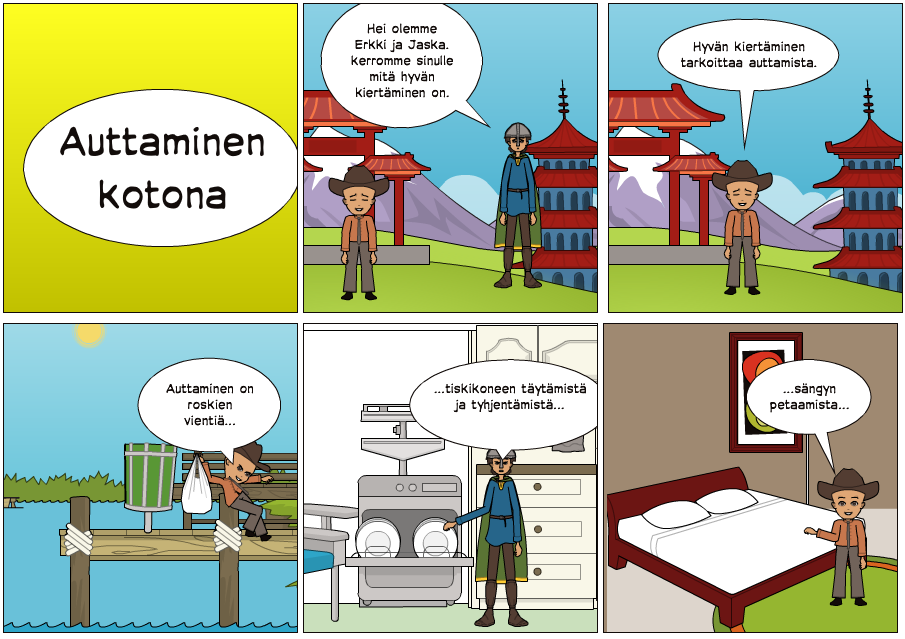 Auttaminen
kotona
Hei olemme
Erkki ja Jaska.
Kerromme sinulle
mitä hyvän
kiertäminen on.
Hyvän kiertäminen
tarkoittaa auttamista.
Auttaminen on
roskien
vientiä...
...tiskikoneen täytämistä
ja tyhjentämistä...
...sängyn
petaamista...